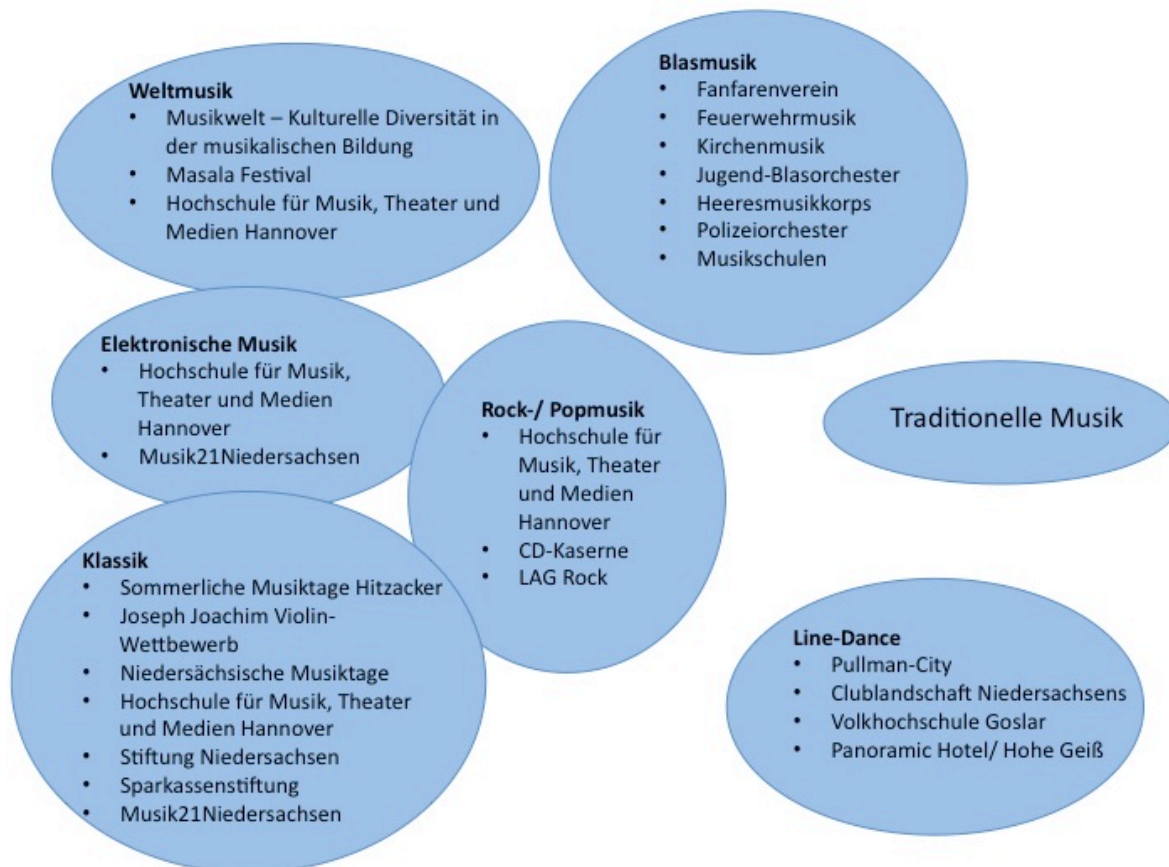 Weltmusik
• Musikwelt – Kulturelle Diversität in
der musikalischen Bildung
• Masala Festival
• Hochschule für Musik, Theater und
Medien Hannover
Blasmusik
• Fanfarenverein
• Feuerwehrmusik
• Kirchenmusik
• Jugend-Blasorchester
• Heeresmusikkorps
• Polizeiorchester
• Musikschulen
Elektronische Musik
• Hochschule für Musik,
Theater und Medien
Hannover
• Musik21Niedersachsen
Rock-/ Popmusik
• Hochschule für
Musik, Theater
und Medien
Hannover
• CD-Kaserne
• LAG Rock
Traditionelle Musik
Klassik
• Sommerliche Musiktage Hitzacker
• Joseph Joachim Violin-
Wettbewerb
• Niedersächsische Musiktage
• Hochschule für Musik, Theater
und Medien Hannover
• Stiftung Niedersachsen
• Sparkassenstiftung
• Musik21Niedersachsen
Line-Dance
• Pullman-City
• Clublandschaft Niedersachsens
• Volkhochschule Goslar
• Panoramic Hotel/ Hohe Geiß